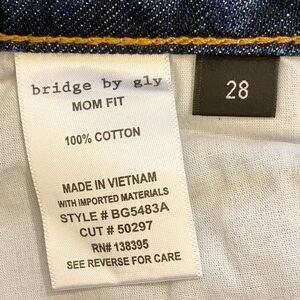 bridge by gly
MOM FIT
100% COTTON
MADE IN VIETNAM
WITH IMPORTED MATERIALS
STYLE # BG5483A
CUT # 50297
RN# 138395
SEE REVERSE FOR CARE
28